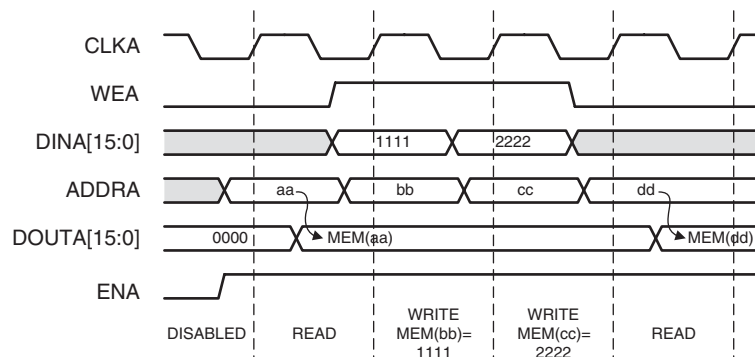 CLKA
WEA
DINA[15:0] 1111 2222
ADDRA aa bb cc dd
DOUTA[15:0] 0000 MEM(aa) MEM(dd)
ENA
DISABLED READ WRITE MEM(bb)=1111 WRITE MEM(cc)=2222 READ